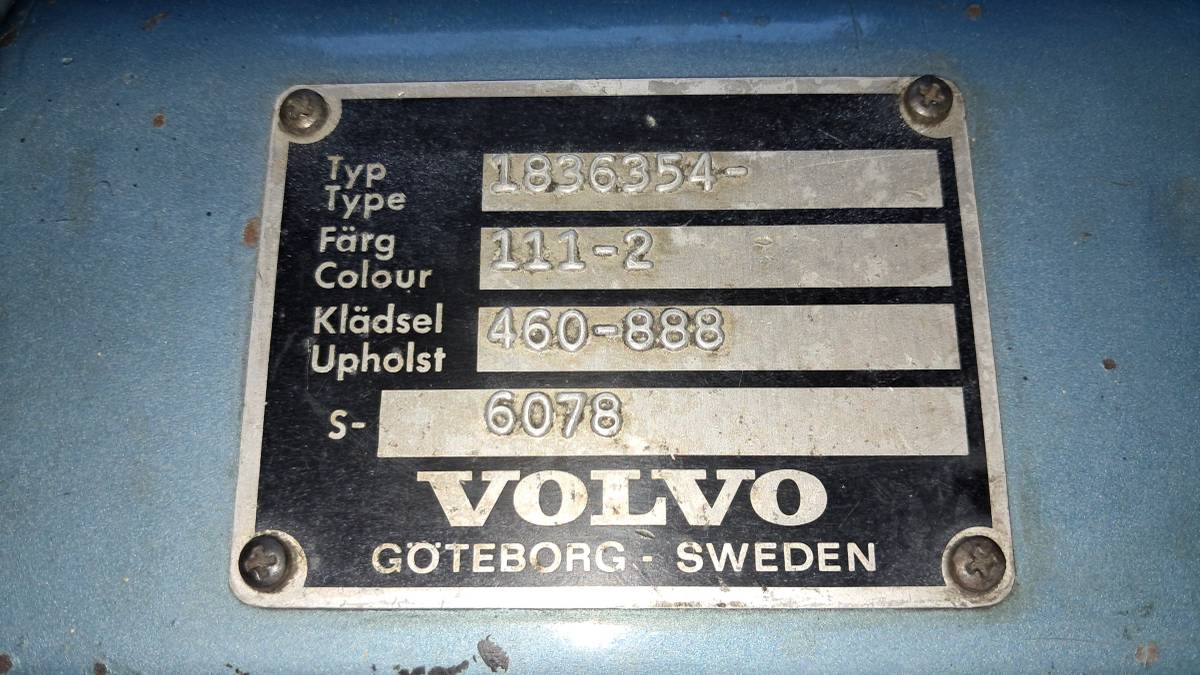 Typ
Type
1836354-
Färg
Colour
111-2
Klädsel
Upholst
460-888
S-
6078
VOLVO
GÖTEBORG - SWEDEN